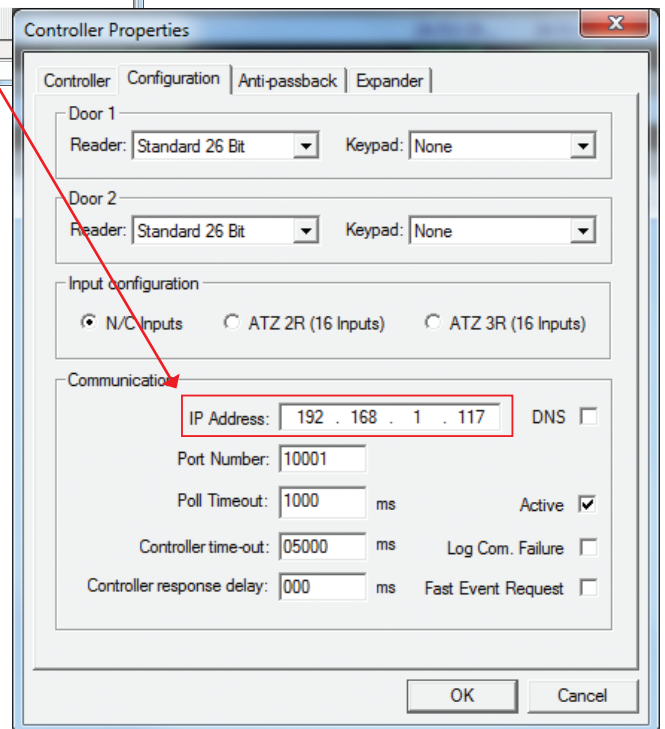 Controller Properties
Controller Configuration Anti-passback Expander
Door 1
Reader: Standard 26 Bit Keypad: None
Door 2
Reader: Standard 26 Bit Keypad: None
Input configuration
N/C Inputs ATZ 2R (16 Inputs) ATZ 3R (16 Inputs)
Communication
IP Address: 192 . 168 . 1 . 117 DNS
Port Number: 10001
Poll Timeout: 1000 ms Active
Controller time-out: 05000 ms Log Com. Failure
Controller response delay: 000 ms Fast Event Request
OK Cancel